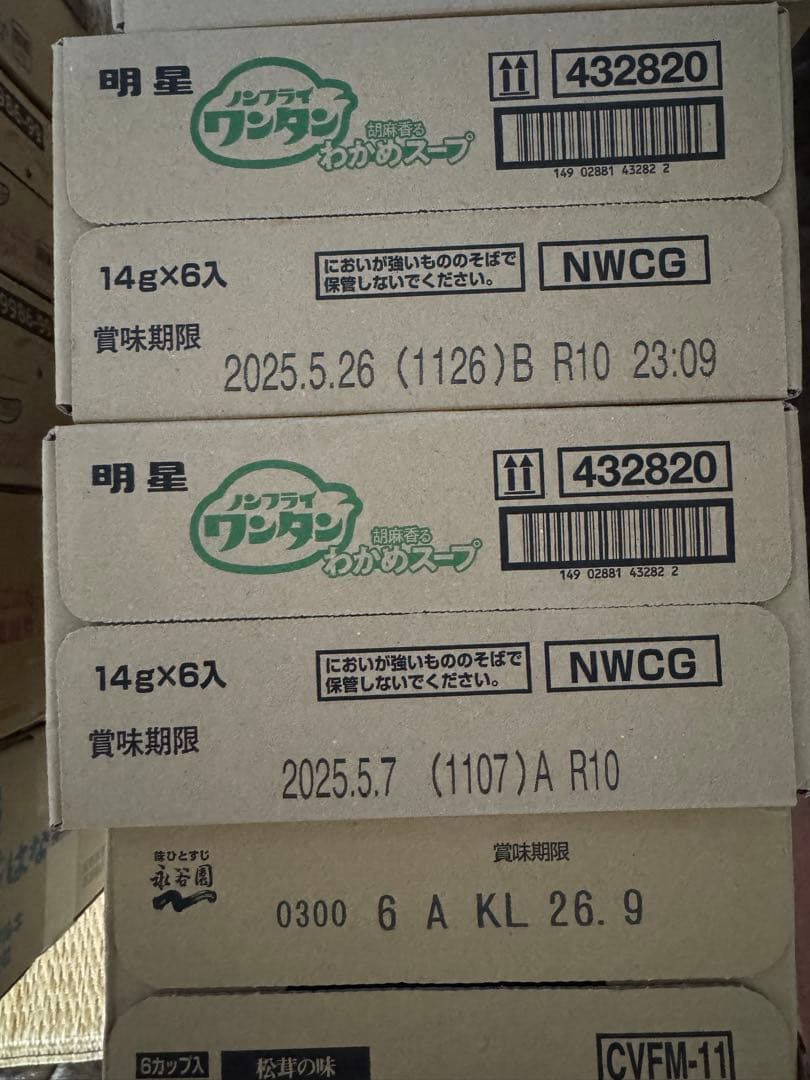 明星
ノンフライ
ワンタン
胡麻香る
わかめスープ
432820
149 02881 43282 2
14g×6入
においが強いもののそばで
保管しないでください。
NWCG
賞味期限
2025.5.26 (1126)B R10 23:09
明星
ノンフライ
ワンタン
胡麻香る
わかめスープ
432820
149 02881 43282 2
14g×6入
においが強いもののそばで
保管しないでください。
NWCG
賞味期限
2025.5.7 (1107)A R10
味ひとすじ
永谷園
賞味期限
0300 6 A KL 26. 9
6カップ入
松茸の味
CVFM-11